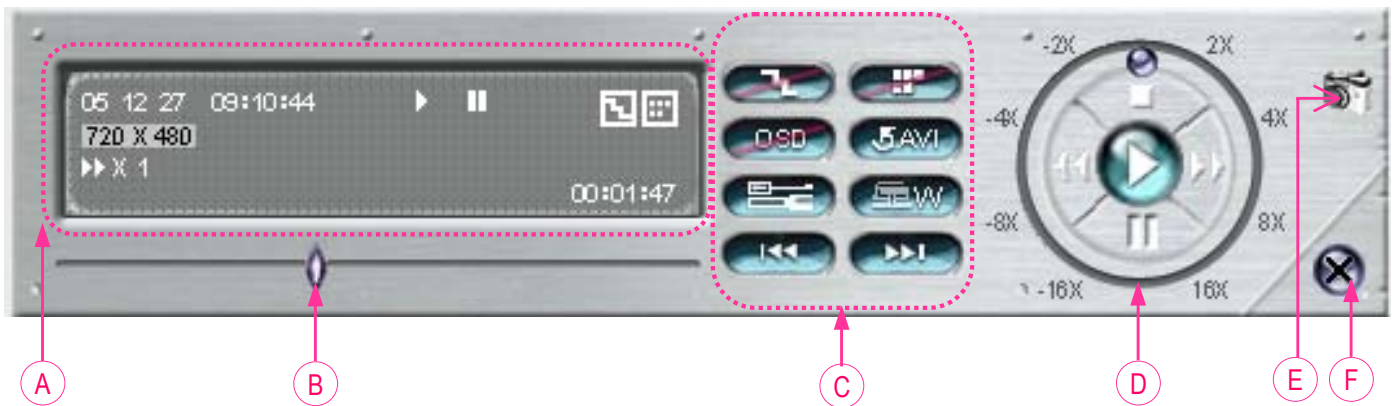 05 12 27 09:10:44
720 X 480
X 1
00:01:47
OSD
AVI
W
-2X 2X
-4X 4X
-8X 8X
-16X 16X
A B C D E F